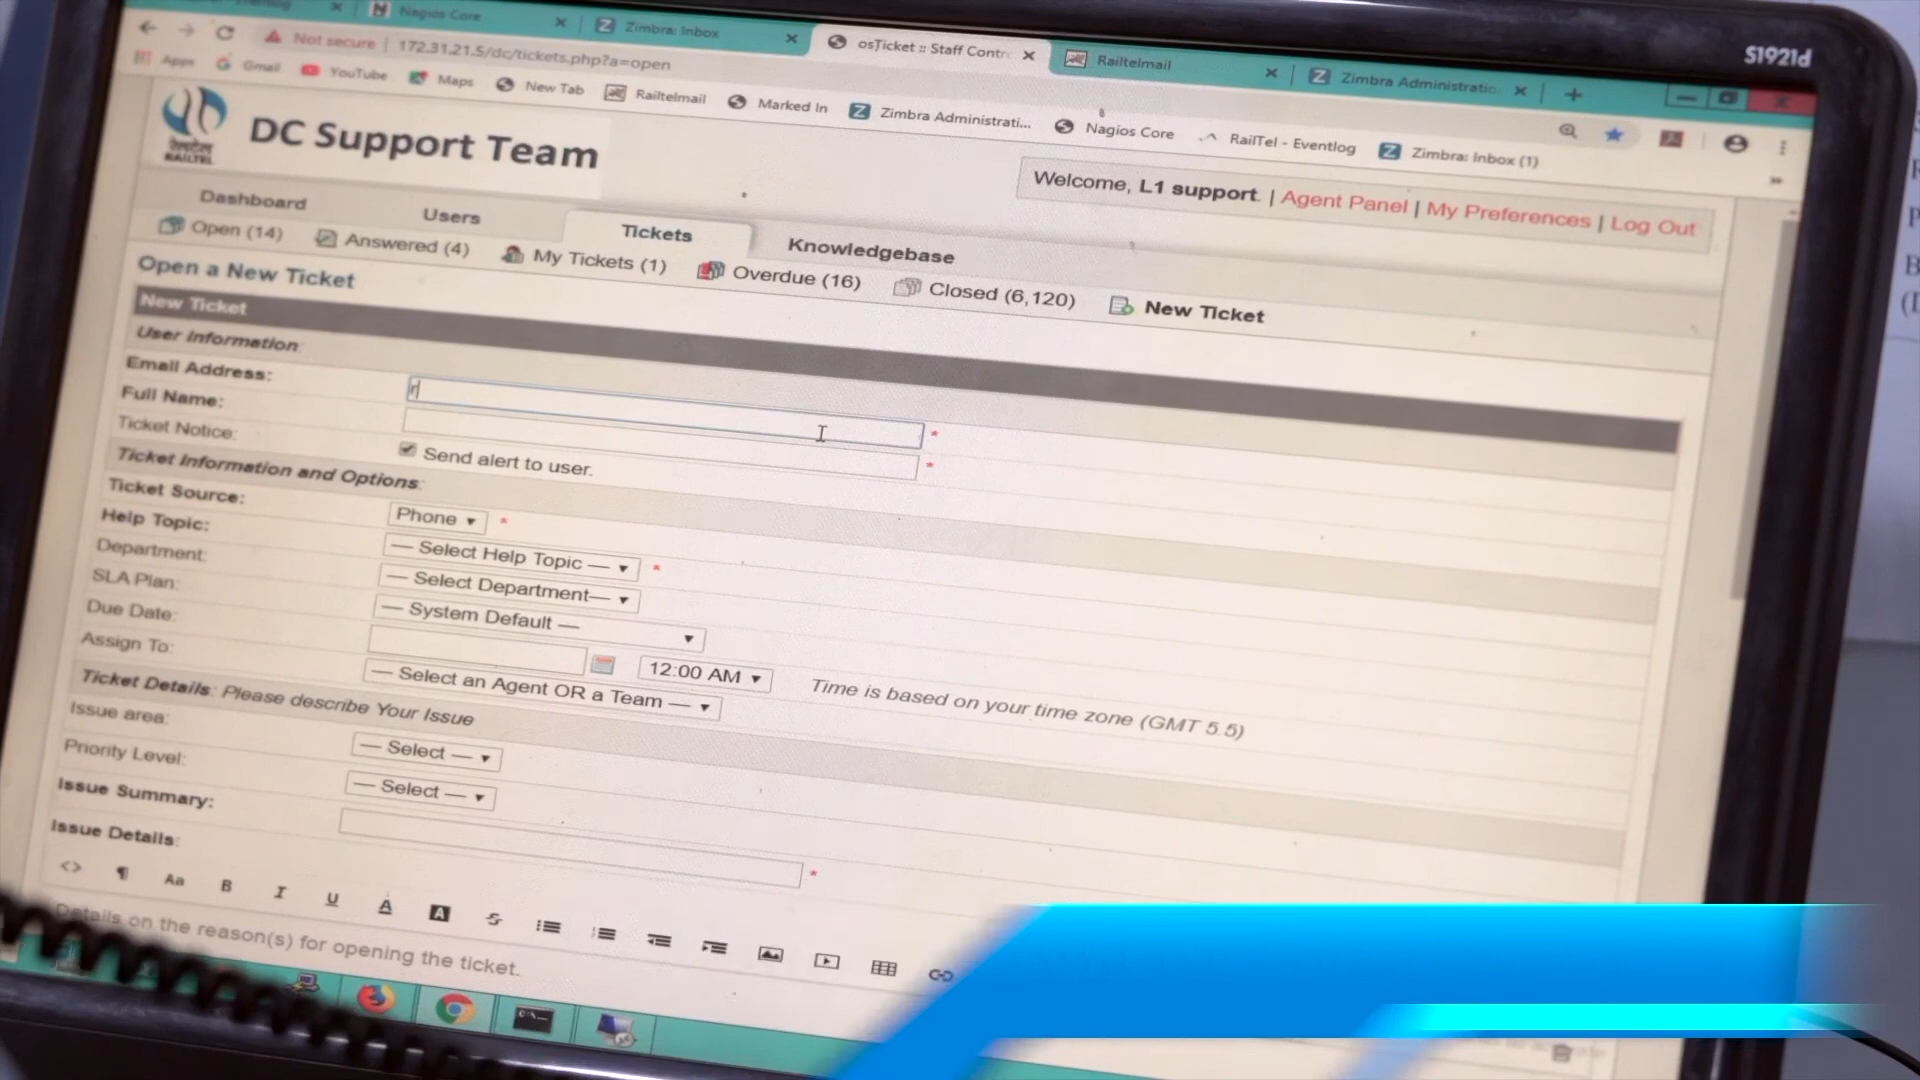 Nagios Core
Zimbra: Inbox
osTicket :: Staff Contr
Railtelmail
Zimbra Administratio
S1921d
Not secure | 172.31.21.5/dc/tickets.php?a=open
Apps
Gmail
YouTube
Maps
New Tab
Railtelmail
Marked In
Zimbra Administrati...
Nagios Core
RailTel - Eventlog
Zimbra: Inbox (1)
रेलटेल
RAILTEL
DC Support Team
Welcome, L1 support. | Agent Panel | My Preferences | Log Out
Dashboard
Users
Tickets
Knowledgebase
Open (14)
Answered (4)
My Tickets (1)
Overdue (16)
Closed (6,120)
New Ticket
Open a New Ticket
New Ticket
User Information:
Email Address:
r
*
Full Name:
*
Ticket Notice:
Send alert to user.
Ticket Information and Options:
Ticket Source:
Phone
*
Help Topic:
— Select Help Topic —
*
Department:
— Select Department—
SLA Plan:
— System Default —
Due Date:
12:00 AM
Time is based on your time zone (GMT 5.5)
Assign To:
— Select an Agent OR a Team —
Ticket Details: Please describe Your Issue
Issue area:
— Select —
Priority Level:
— Select —
Issue Summary:
*
Issue Details:
<> ¶ Aa B I U A A S
Details on the reason(s) for opening the ticket.